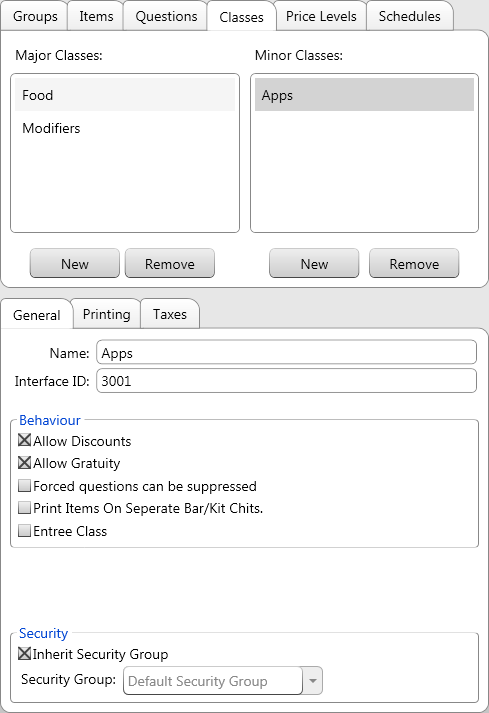 Groups Items Questions Classes Price Levels Schedules
Major Classes: Minor Classes:
Food Apps
Modifiers
New Remove New Remove
General Printing Taxes
Name: Apps
Interface ID: 3001
Behaviour
Allow Discounts
Allow Gratuity
Forced questions can be suppressed
Print Items On Seperate Bar/Kit Chits.
Entree Class
Security
Inherit Security Group
Security Group: Default Security Group